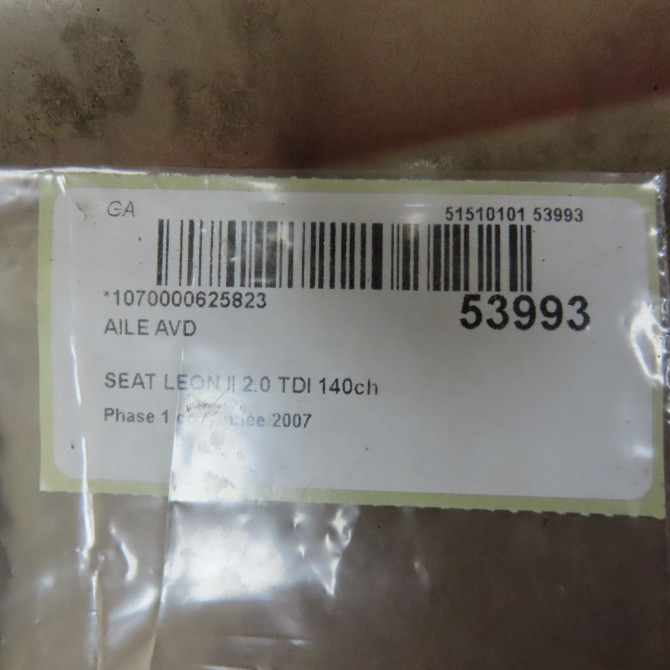 GA 51510101 53993
*1070000625823 53993
AILE AVD
SEAT LEON II 2.0 TDI 140ch
Phase 1 2007